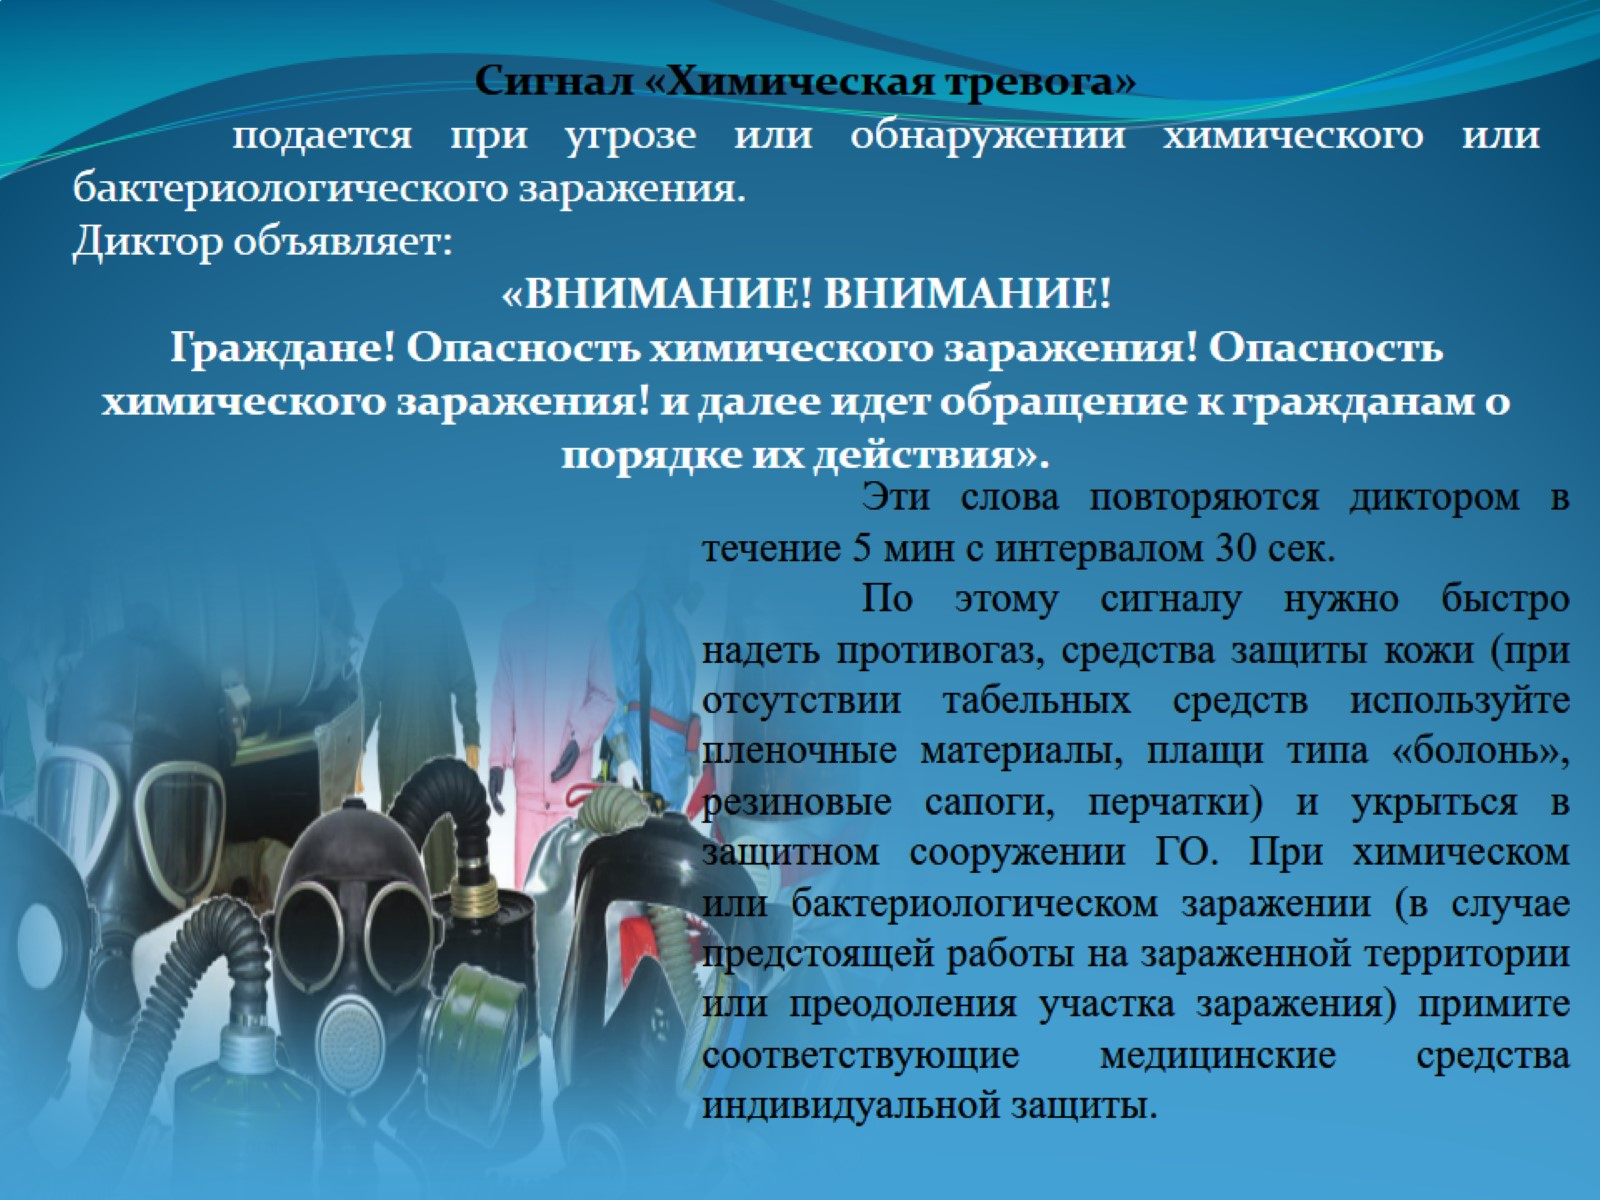 Сигнал «Химическая тревога»
подается при угрозе или обнаружении химического или
бактериологического заражения.
Диктор объявляет:
«ВНИМАНИЕ! ВНИМАНИЕ!
Граждане! Опасность химического заражения! Опасность
химического заражения! и далее идет обращение к гражданам о
порядке их действия».
Эти слова повторяются диктором в
течение 5 мин с интервалом 30 сек.
По этому сигналу нужно быстро
надеть противогаз, средства защиты кожи (при
отсутствии табельных средств используйте
пленочные материалы, плащи типа «болонь»,
резиновые сапоги, перчатки) и укрыться в
защитном сооружении ГО. При химическом
или бактериологическом заражении (в случае
предстоящей работы на зараженной территории
или преодоления участка заражения) примите
соответствующие медицинские средства
индивидуальной защиты.